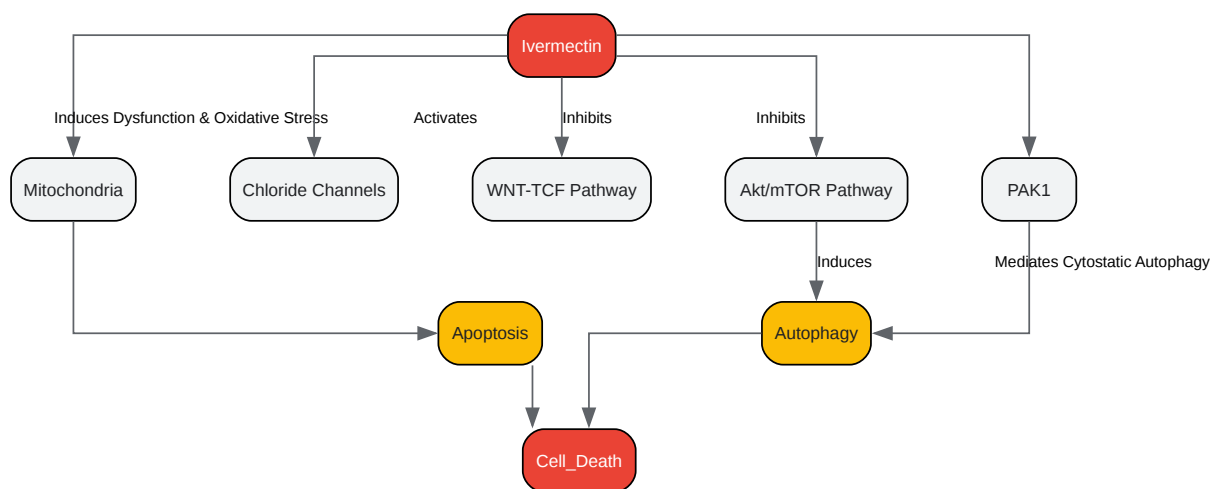 Ivermectin
Induces Dysfunction & Oxidative Stress
Activates
Inhibits
Inhibits
Mitochondria
Chloride Channels
WNT-TCF Pathway
Akt/mTOR Pathway
PAK1
Induces
Mediates Cytostatic Autophagy
Apoptosis
Autophagy
Cell_Death